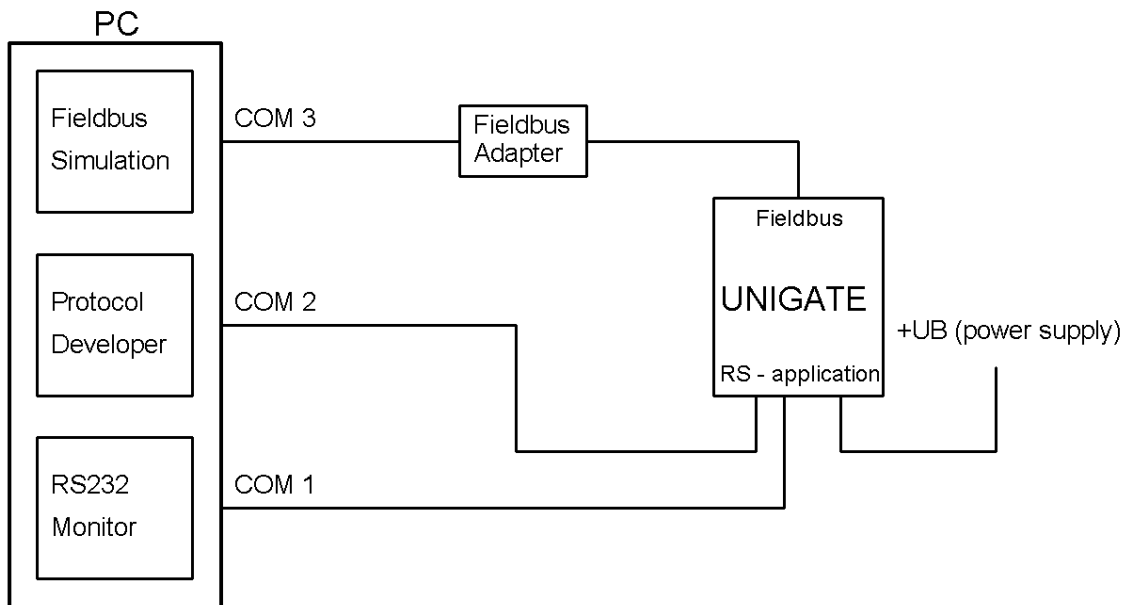 PC
Fieldbus
Simulation
COM 3
Fieldbus
Adapter
Fieldbus
UNIGATE
RS - application
+UB (power supply)
Protocol
Developer
COM 2
RS232
Monitor
COM 1